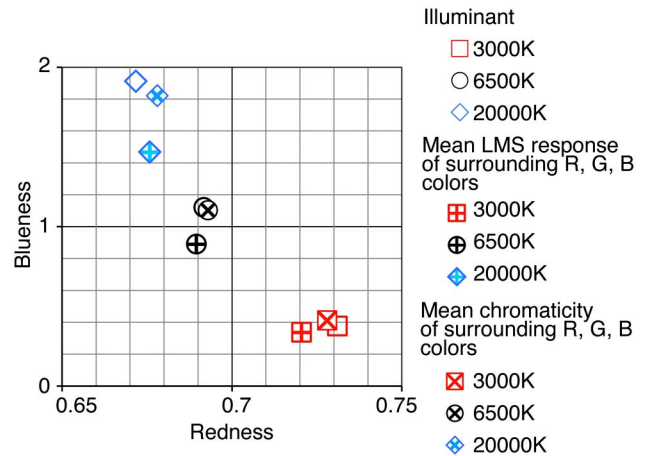 Illuminant
3000K
6500K
20000K
Mean LMS response
of surrounding R, G, B
colors
3000K
6500K
20000K
Mean chromaticity
of surrounding R, G, B
colors
3000K
6500K
20000K
2
1
0
Blueness
0.65
0.7
0.75
Redness